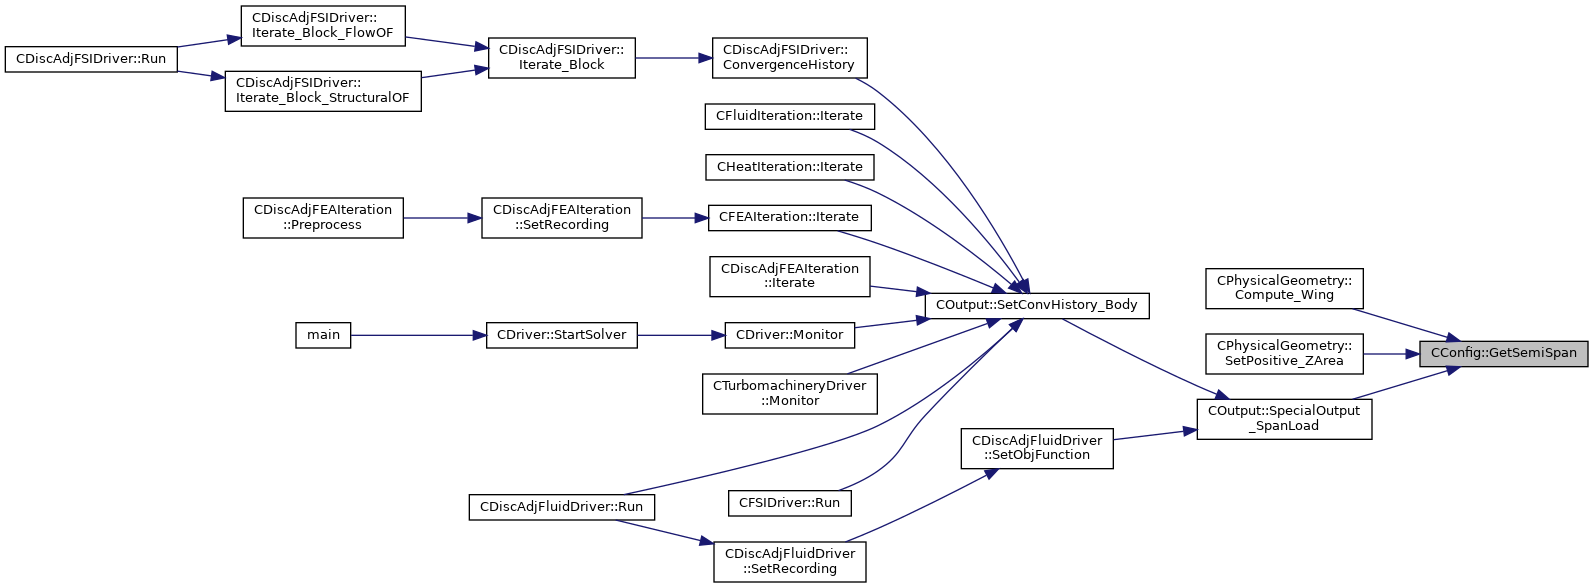 CDiscAdjFSIDriver::Run
CDiscAdjFSIDriver::
Iterate_Block_FlowOF
CDiscAdjFSIDriver::
Iterate_Block_StructuralOF
CDiscAdjFSIDriver::
Iterate_Block
CDiscAdjFSIDriver::
ConvergenceHistory
CFluidIteration::Iterate
CHeatIteration::Iterate
CDiscAdjFEAIteration
::Preprocess
CDiscAdjFEAIteration
::SetRecording
CFEAIteration::Iterate
CDiscAdjFEAIteration
::Iterate
main
CDriver::StartSolver
CDriver::Monitor
CTurbomachineryDriver
::Monitor
COutput::SetConvHistory_Body
CPhysicalGeometry::
Compute_Wing
CPhysicalGeometry::
SetPositive_ZArea
CConfig::GetSemiSpan
COutput::SpecialOutput
_SpanLoad
CDiscAdjFluidDriver
::SetObjFunction
CDiscAdjFluidDriver::Run
CFSIDriver::Run
CDiscAdjFluidDriver
::SetRecording